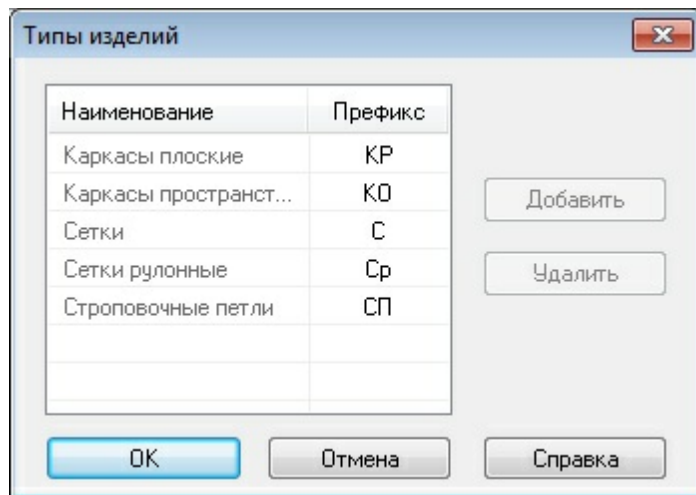 Типы изделий
Наименование Префикс
Каркасы плоские КР
Каркасы пространст... КО
Сетки С
Сетки рулонные Ср
Строповочные петли СП
Добавить
Удалить
OK Отмена Справка